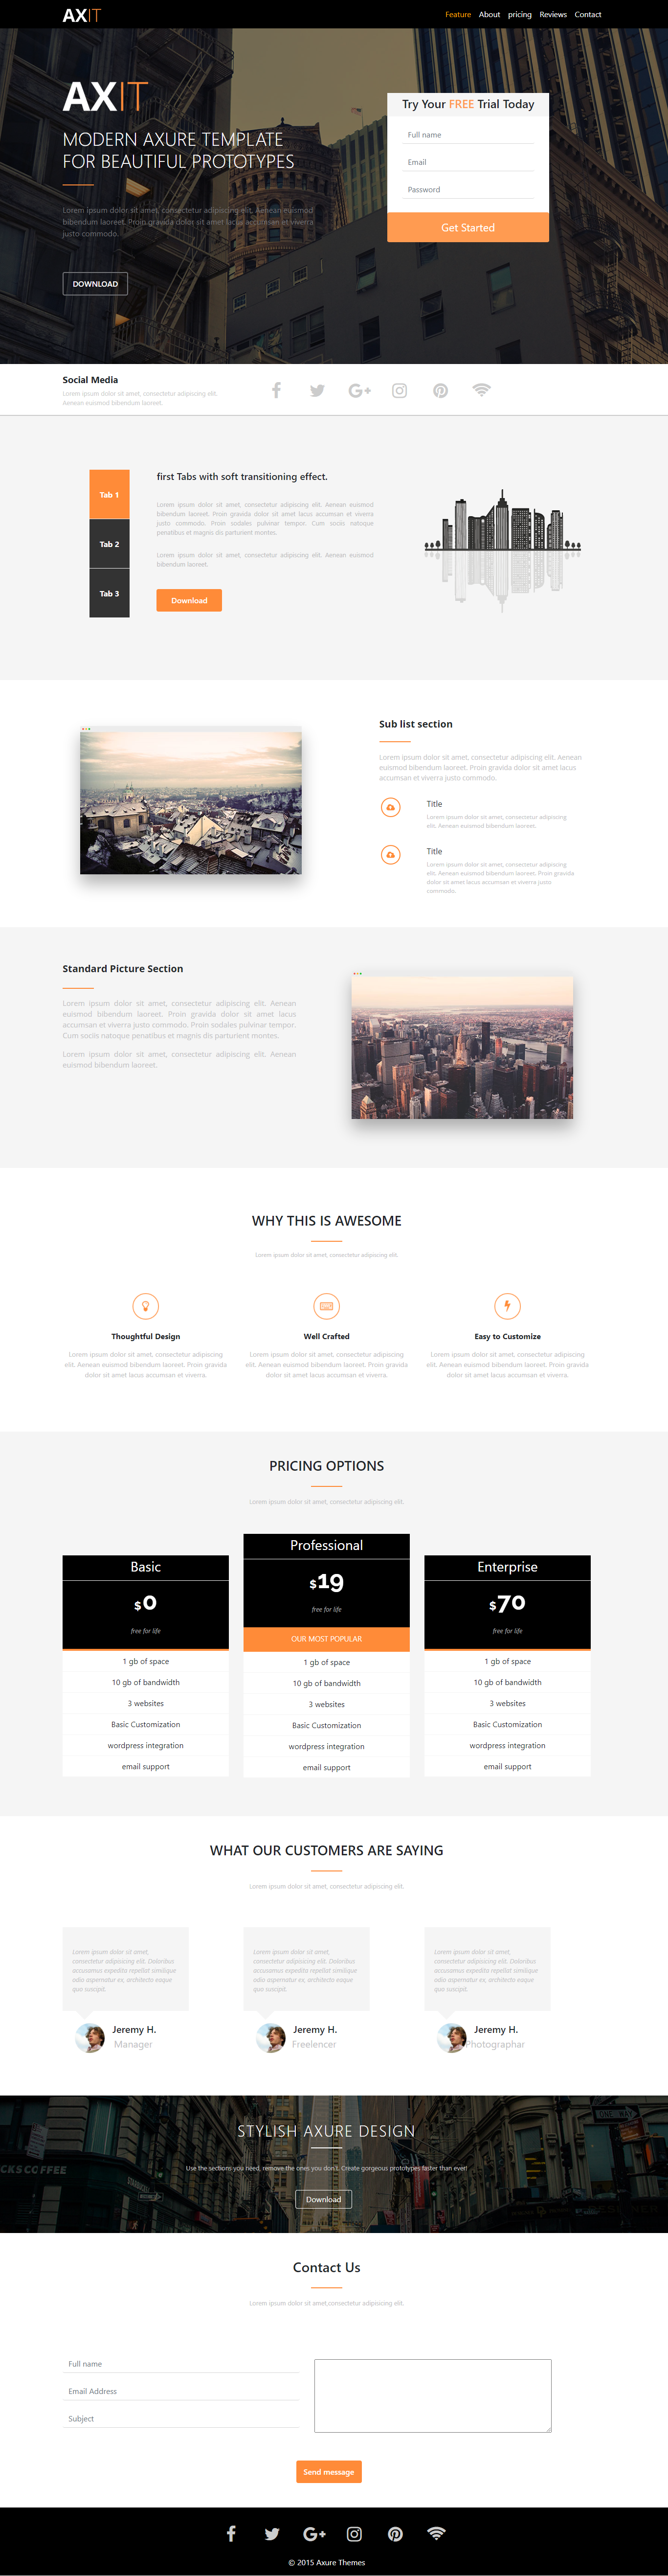 AXIT
Feature About pricing Reviews Contact
AXIT
MODERN AXURE TEMPLATE
FOR BEAUTIFUL PROTOTYPES
Lorem ipsum dolor sit amet, consectetur adipiscing elit. Aenean euismod
bibendum laoreet. Proin gravida dolor sit amet lacus accumsan et viverra
justo commodo.
DOWNLOAD
Try Your FREE Trial Today
Full name
Email
Password
Get Started
Social Media
Lorem ipsum dolor sit amet, consectetur adipiscing elit.
Aenean euismod bibendum laoreet.
Tab 1
Tab 2
Tab 3
first Tabs with soft transitioning effect.
Lorem ipsum dolor sit amet, consectetur adipiscing elit. Aenean euismod
bibendum laoreet. Proin gravida dolor sit amet lacus accumsan et viverra
justo commodo. Proin sodales pulvinar tempor. Cum sociis natoque
penatibus et magnis dis parturient montes.
Lorem ipsum dolor sit amet, consectetur adipiscing elit. Aenean euismod
bibendum laoreet.
Download
Sub list section
Lorem ipsum dolor sit amet, consectetur adipiscing elit. Aenean
euismod bibendum laoreet. Proin gravida dolor sit amet lacus
accumsan et viverra justo commodo.
Title
Lorem ipsum dolor sit amet, consectetur adipiscing
elit. Aenean euismod bibendum laoreet.
Title
Lorem ipsum dolor sit amet, consectetur adipiscing
elit. Aenean euismod bibendum laoreet. Proin gravida
dolor sit amet lacus accumsan et viverra justo
commodo.
Standard Picture Section
Lorem ipsum dolor sit amet, consectetur adipiscing elit. Aenean
euismod bibendum laoreet. Proin gravida dolor sit amet lacus
accumsan et viverra justo commodo. Proin sodales pulvinar tempor.
Cum sociis natoque penatibus et magnis dis parturient montes.
Lorem ipsum dolor sit amet, consectetur adipiscing elit. Aenean
euismod bibendum laoreet.
WHY THIS IS AWESOME
Lorem ipsum dolor sit amet, consectetur adipiscing elit.
Thoughtful Design
Lorem ipsum dolor sit amet, consectetur adipiscing
elit. Aenean euismod bibendum laoreet. Proin gravida
dolor sit amet lacus accumsan et viverra.
Well Crafted
Lorem ipsum dolor sit amet, consectetur adipiscing
elit. Aenean euismod bibendum laoreet. Proin gravida
dolor sit amet lacus accumsan et viverra.
Easy to Customize
Lorem ipsum dolor sit amet, consectetur adipiscing
elit. Aenean euismod bibendum laoreet. Proin gravida
dolor sit amet lacus accumsan et viverra.
PRICING OPTIONS
Lorem ipsum dolor sit amet, consectetur adipiscing elit.
Basic
$0
free for life
1 gb of space
10 gb of bandwidth
3 websites
Basic Customization
wordpress integration
email support
Professional
$19
free for life
OUR MOST POPULAR
1 gb of space
10 gb of bandwidth
3 websites
Basic Customization
wordpress integration
email support
Enterprise
$70
free for life
1 gb of space
10 gb of bandwidth
3 websites
Basic Customization
wordpress integration
email support
WHAT OUR CUSTOMERS ARE SAYING
Lorem ipsum dolor sit amet, consectetur adipiscing elit.
Lorem ipsum dolor sit amet,
consectetur adipisicing elit. Doloribus
accusamus expedita repellat similique
odio aspernatur ex, architecto eaque
quo suscipit.
Jeremy H.
Manager
Lorem ipsum dolor sit amet,
consectetur adipisicing elit. Doloribus
accusamus expedita repellat similique
odio aspernatur ex, architecto eaque
quo suscipit.
Jeremy H.
Freelencer
Lorem ipsum dolor sit amet,
consectetur adipisicing elit. Doloribus
accusamus expedita repellat similique
odio aspernatur ex, architecto eaque
quo suscipit.
Jeremy H.
Photographar
STYLISH AXURE DESIGN
Use the sections you need, remove the ones you don't. Create gorgeous prototypes faster than ever!
Download
CKS COFFEE
ONE WAY
Contact Us
Lorem ipsum dolor sit amet,consectetur adipisicing elit.
Full name
Email Address
Subject
Send message
© 2015 Axure Themes